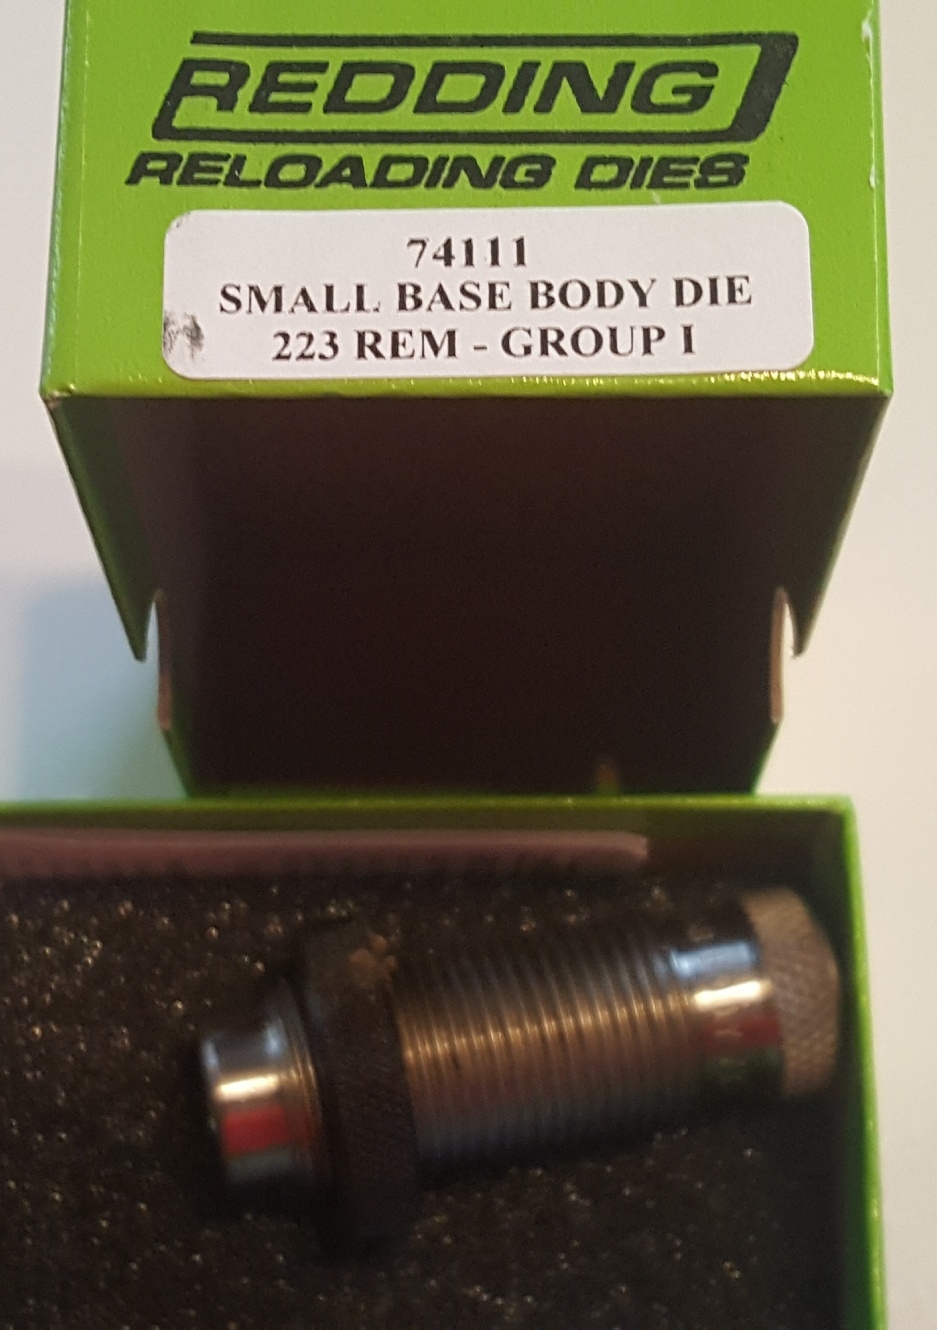 REDDING
RELOADING DIES
74111
SMALL BASE BODY DIE
223 REM - GROUP I